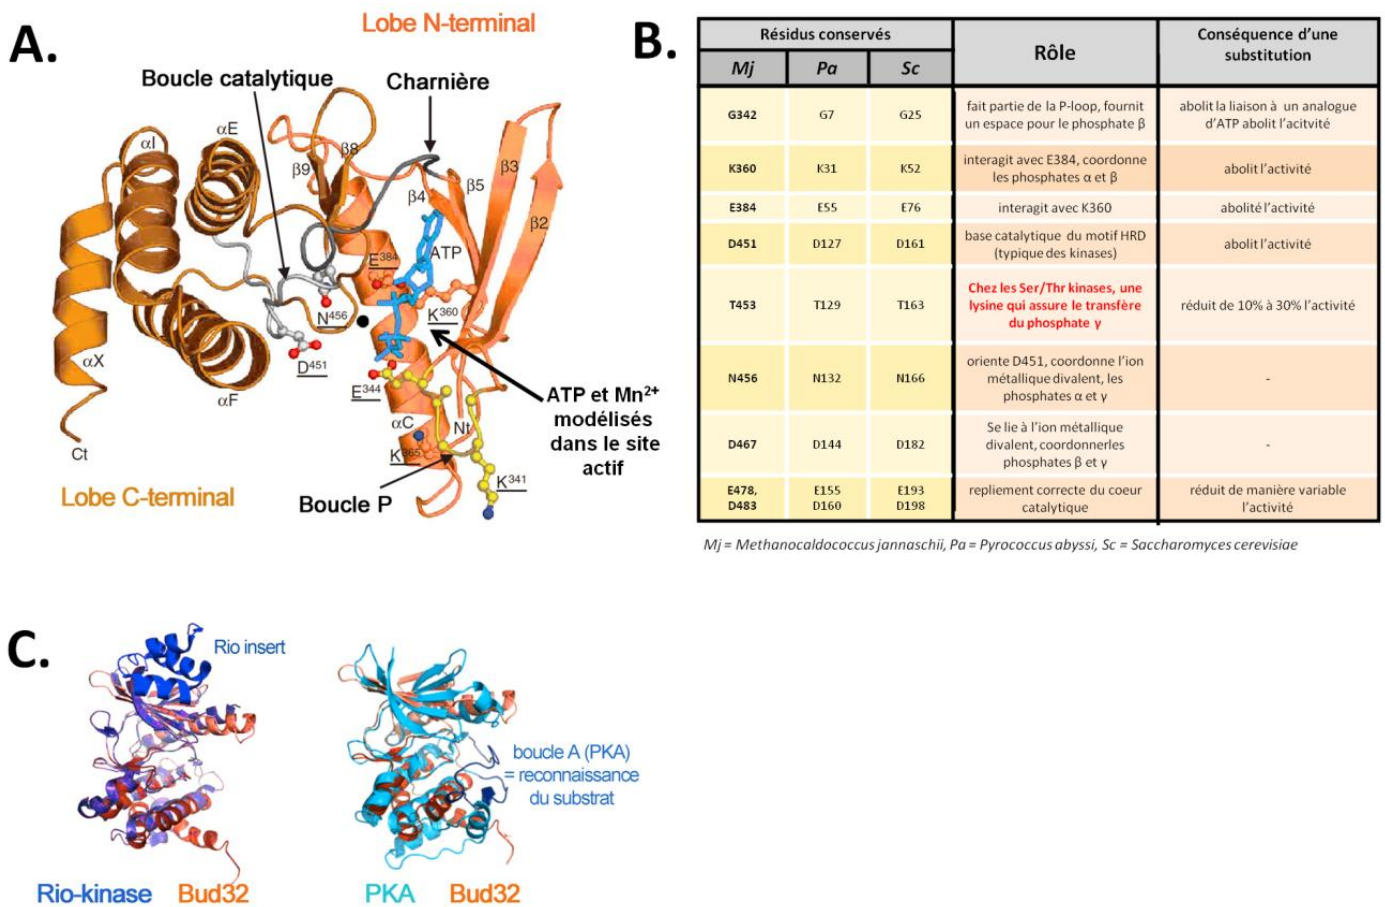 A.
Lobe N-terminal
Boucle catalytique
Charnière
αI
αE
β9
β8
β4
β5
β3
β2
E384
ATP
N456
K360
D451
αX
αF
E344
αC
Nt
K365
K341
Ct
ATP et Mn2+
modélisés
dans le site
actif
Boucle P
Lobe C-terminal
B.
Résidus conservés
Rôle
Conséquence d'une
substitution
Mj Pa Sc
G342 G7 G25 fait partie de la P-loop, fournit un espace pour le phosphate β abolit la liaison à un analogue d'ATP abolit l'acitvité
K360 K31 K52 interagit avec E384, coordonne les phosphates α et β abolit l'activité
E384 E55 E76 interagit avec K360 abolité l'activité
D451 D127 D161 base catalytique du motif HRD (typique des kinases) abolit l'activité
T453 T129 T163 Chez les Ser/Thr kinases, une lysine qui assure le transfère du phosphate γ réduit de 10% à 30% l'activité
N456 N132 N166 oriente D451, coordonne l'ion métallique divalent, les phosphates α et γ -
D467 D144 D182 Se lie à l'ion métallique divalent, coordonnerles phosphates β et γ -
E478, D483 E155 D160 E193 D198 repliement correcte du coeur catalytique réduit de manière variable l'activité
Mj = Methanocaldococcus jannaschii, Pa = Pyrococcus abyssi, Sc = Saccharomyces cerevisiae
C.
Rio insert
boucle A (PKA)
= reconnaissance
du substrat
Rio-kinase Bud32
PKA Bud32